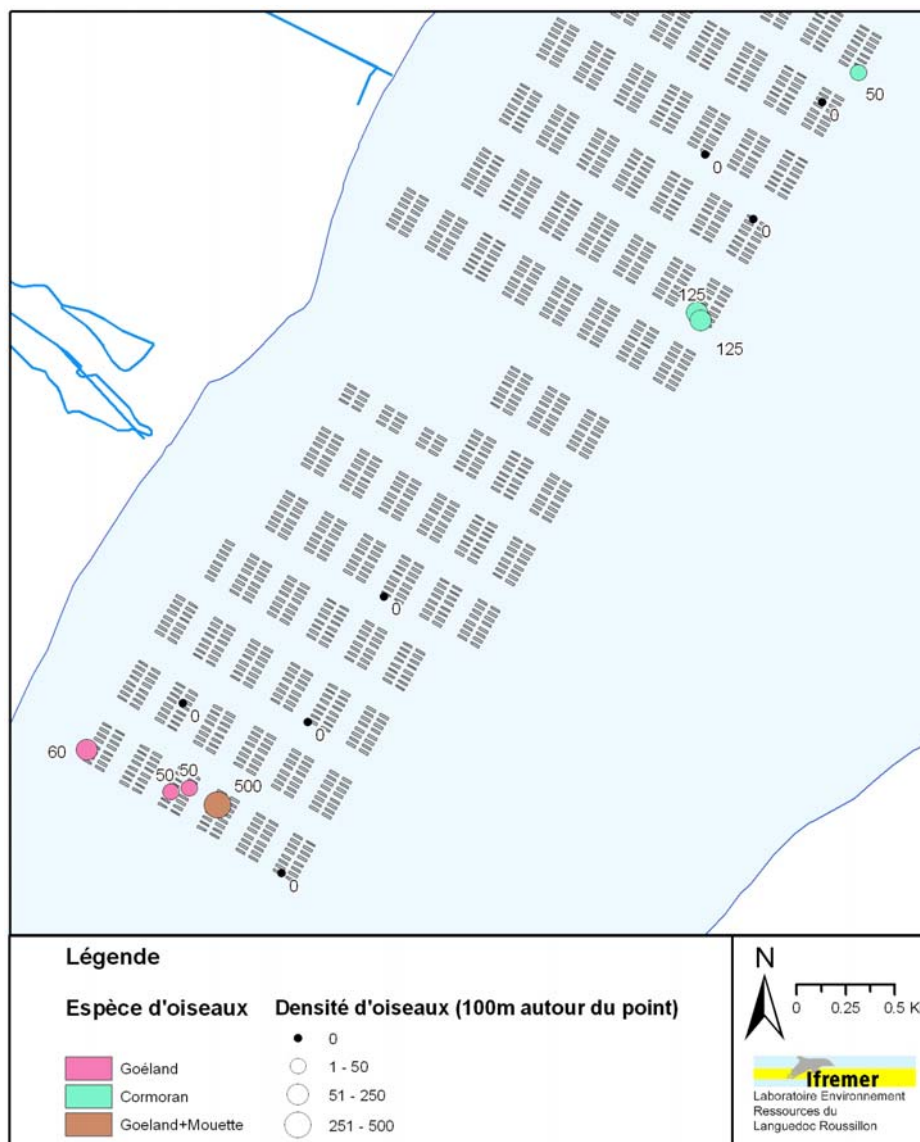 50
0
0
0
125
125
0
0
0
60
50
50
500
0
Légende
Espèce d'oiseaux
Goéland
Cormoran
Goeland+Mouette
Densité d'oiseaux (100m autour du point)
0
1 - 50
51 - 250
251 - 500
N
0 0.25 0.5 K
Ifremer
Laboratoire Environnement
Ressources du
Languedoc Roussillon